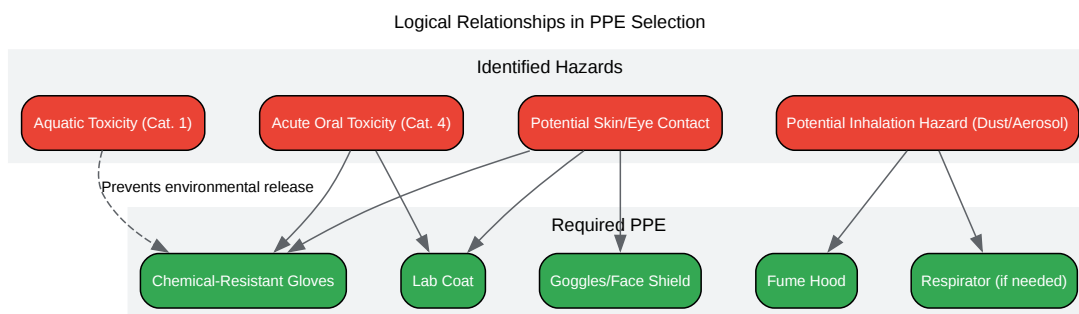 Logical Relationships in PPE Selection
Identified Hazards
Aquatic Toxicity (Cat. 1)
Acute Oral Toxicity (Cat. 4)
Potential Skin/Eye Contact
Potential Inhalation Hazard (Dust/Aerosol)
Prevents environmental release
Required PPE
Chemical-Resistant Gloves
Lab Coat
Goggles/Face Shield
Fume Hood
Respirator (if needed)